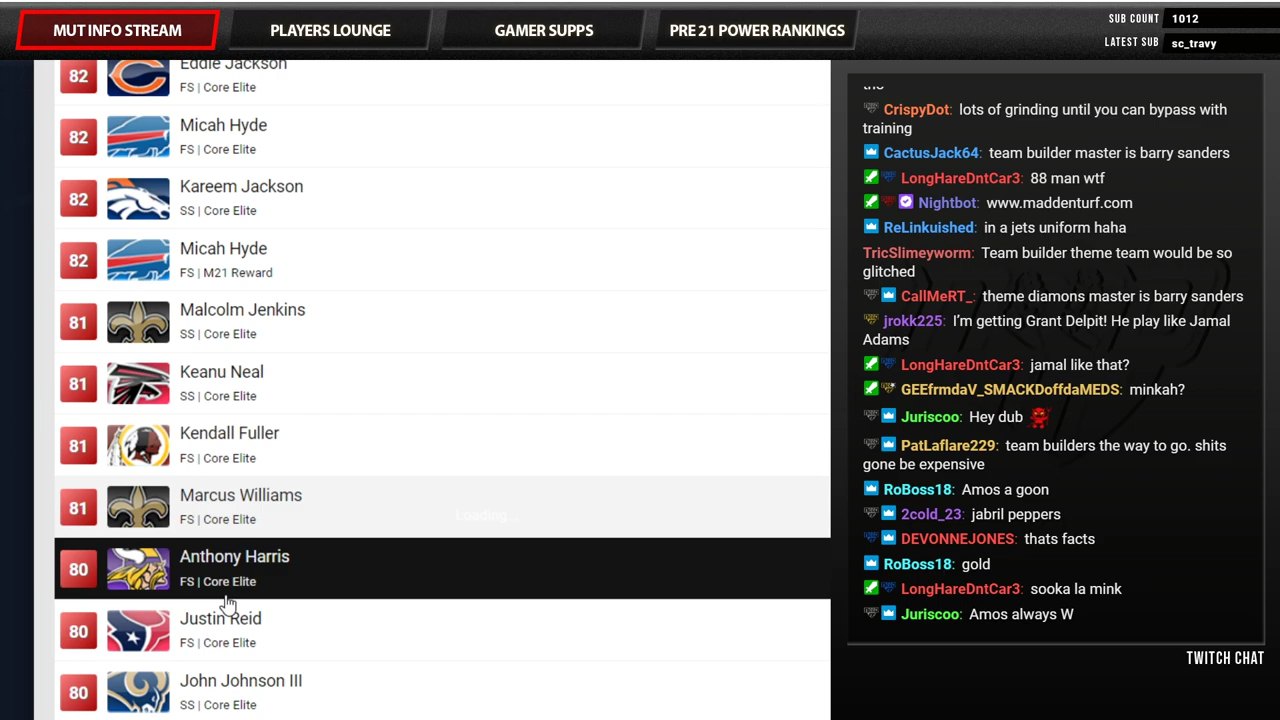 MUT INFO STREAM
PLAYERS LOUNGE
GAMER SUPPS
PRE 21 POWER RANKINGS
SUB COUNT 1012
LATEST SUB sc_travy
82 Eddie Jackson
FS | Core Elite
82 Micah Hyde
FS | Core Elite
82 Kareem Jackson
SS | Core Elite
82 Micah Hyde
FS | M21 Reward
81 Malcolm Jenkins
SS | Core Elite
81 Keanu Neal
SS | Core Elite
81 Kendall Fuller
FS | Core Elite
81 Marcus Williams
FS | Core Elite
Loading...
80 Anthony Harris
FS | Core Elite
80 Justin Reid
FS | Core Elite
80 John Johnson III
SS | Core Elite
CrispyDot: lots of grinding until you can bypass with
training
CactusJack64: team builder master is barry sanders
LongHareDntCar3: 88 man wtf
Nightbot: www.maddenturf.com
ReLinkuished: in a jets uniform haha
TricSlimeyworm: Team builder theme team would be so
glitched
CallMeRT_: theme diamons master is barry sanders
jrokk225: I'm getting Grant Delpit! He play like Jamal
Adams
LongHareDntCar3: jamal like that?
GEEfrmdaV_SMACKDoffdaMEDS: minkah?
Juriscoo: Hey dub
PatLaflare229: team builders the way to go. shits
gone be expensive
RoBoss18: Amos a goon
2cold_23: jabril peppers
DEVONNEJONES: thats facts
RoBoss18: gold
LongHareDntCar3: sooka la mink
Juriscoo: Amos always W
TWITCH CHAT